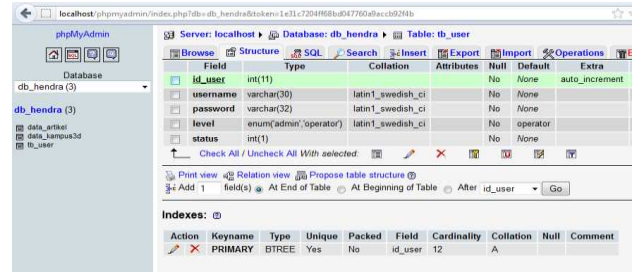 localhost/phpmyadmin/index.php?db=db_hendra&token=1e31c7204ff68bd047760a9accb92f4b
phpMyAdmin
Database
db_hendra (3)
db_hendra (3)
data_artikel
data_kampus3d
tb_user
Server: localhost Database: db_hendra Table: tb_user
Browse Structure SQL Search Insert Export Import Operations
Field Type Collation Attributes Null Default Extra
id_user int(11) No None auto_increment
username varchar(30) latin1_swedish_ci No None
password varchar(32) latin1_swedish_ci No None
level enum('admin','operator') latin1_swedish_ci No operator
status int(1) No None
Check All / Uncheck All With selected:
Print view Relation view Propose table structure
Add 1 field(s) At End of Table At Beginning of Table After id_user Go
Indexes:
Action Keyname Type Unique Packed Field Cardinality Collation Null Comment
PRIMARY BTREE Yes No id_user 12 A